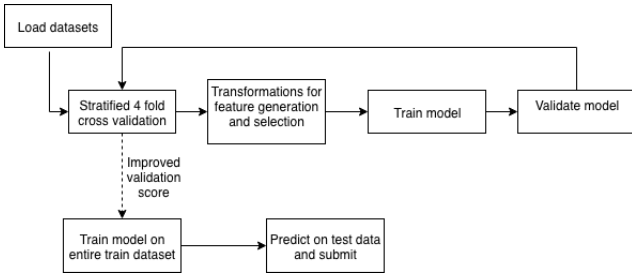 Load datasets
Stratified 4 fold
cross validation
Transformations for
feature generation
and selection
Train model
Validate model
Improved
validation
score
Train model on
entire train dataset
Predict on test data
and submit